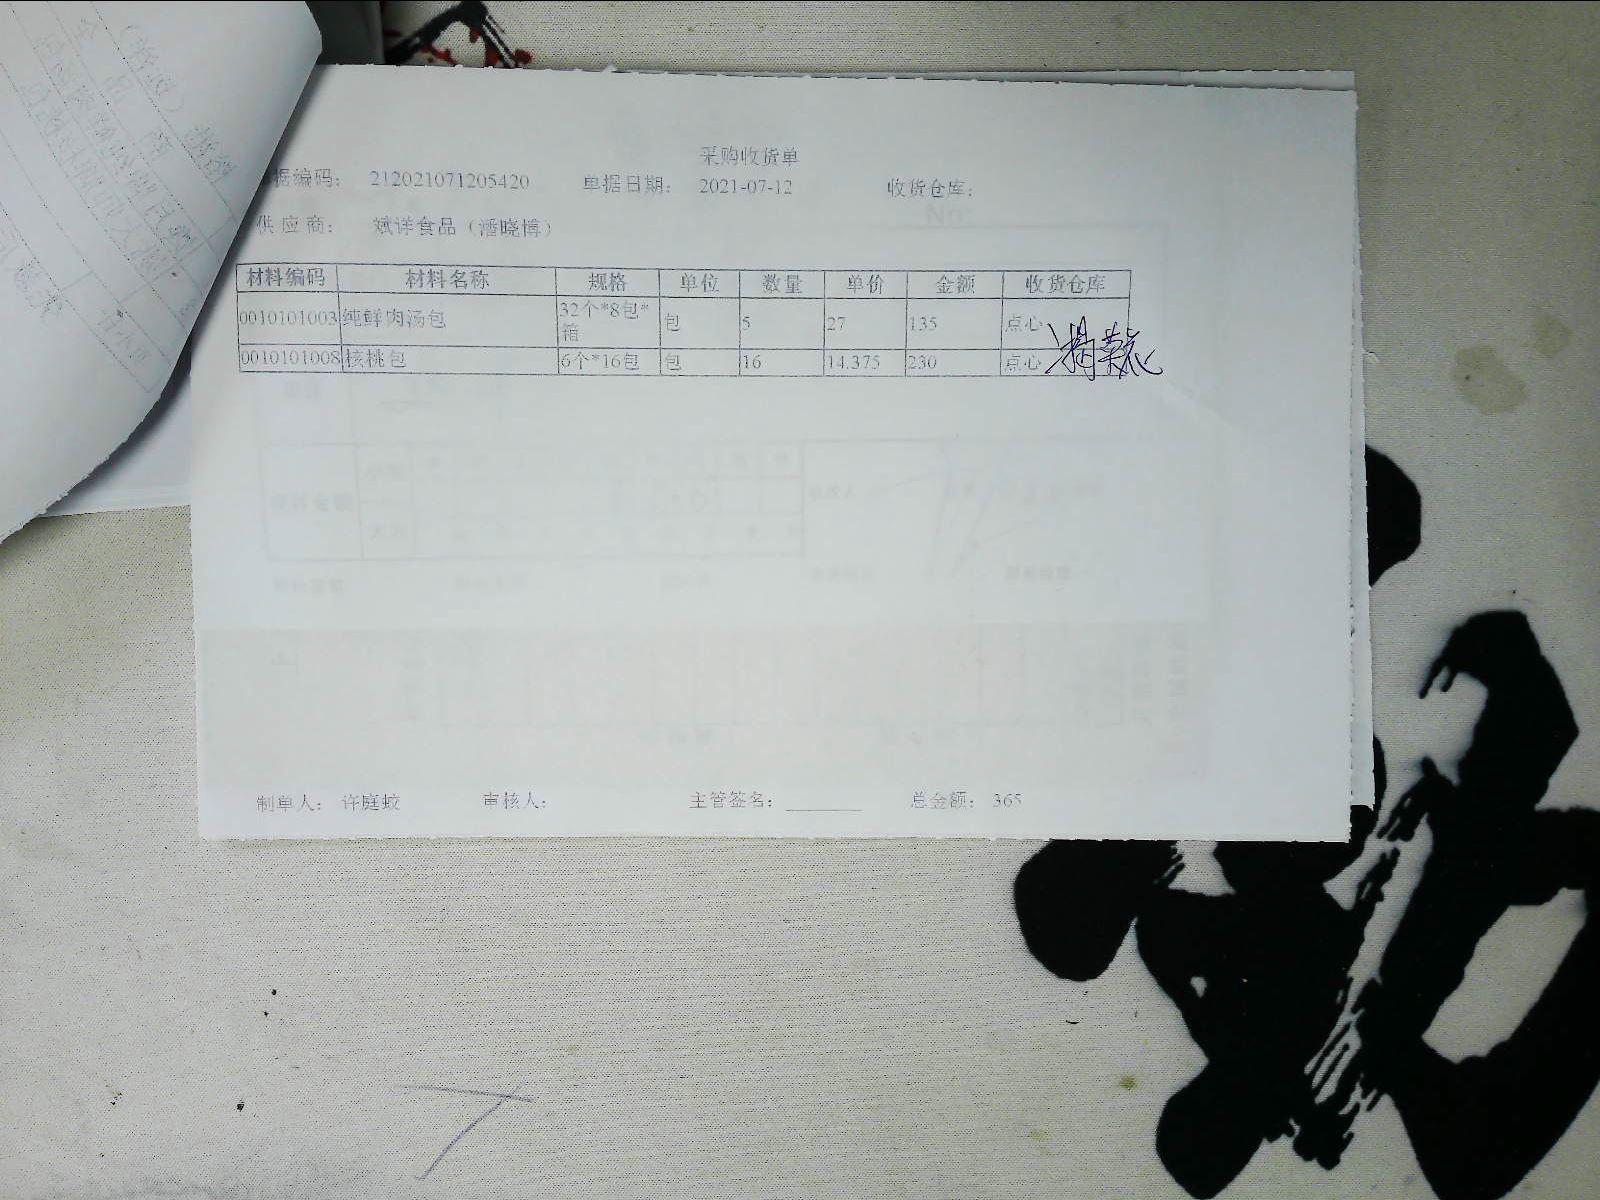 采购收货单
据编码： 212021071205420 单据日期： 2021-07-12 收货仓库：
供应商： 斌详食品（潘晓博）
材料编码 材料名称 规格 单位 数量 单价 金额 收货仓库
0010101003 纯鲜肉汤包 32个*8包*箱 包 5 27 135 点心
0010101008 核桃包 6个*16包 包 16 14.375 230 点心
制单人： 许庭蛟 审核人： 主管签名： 总金额： 365